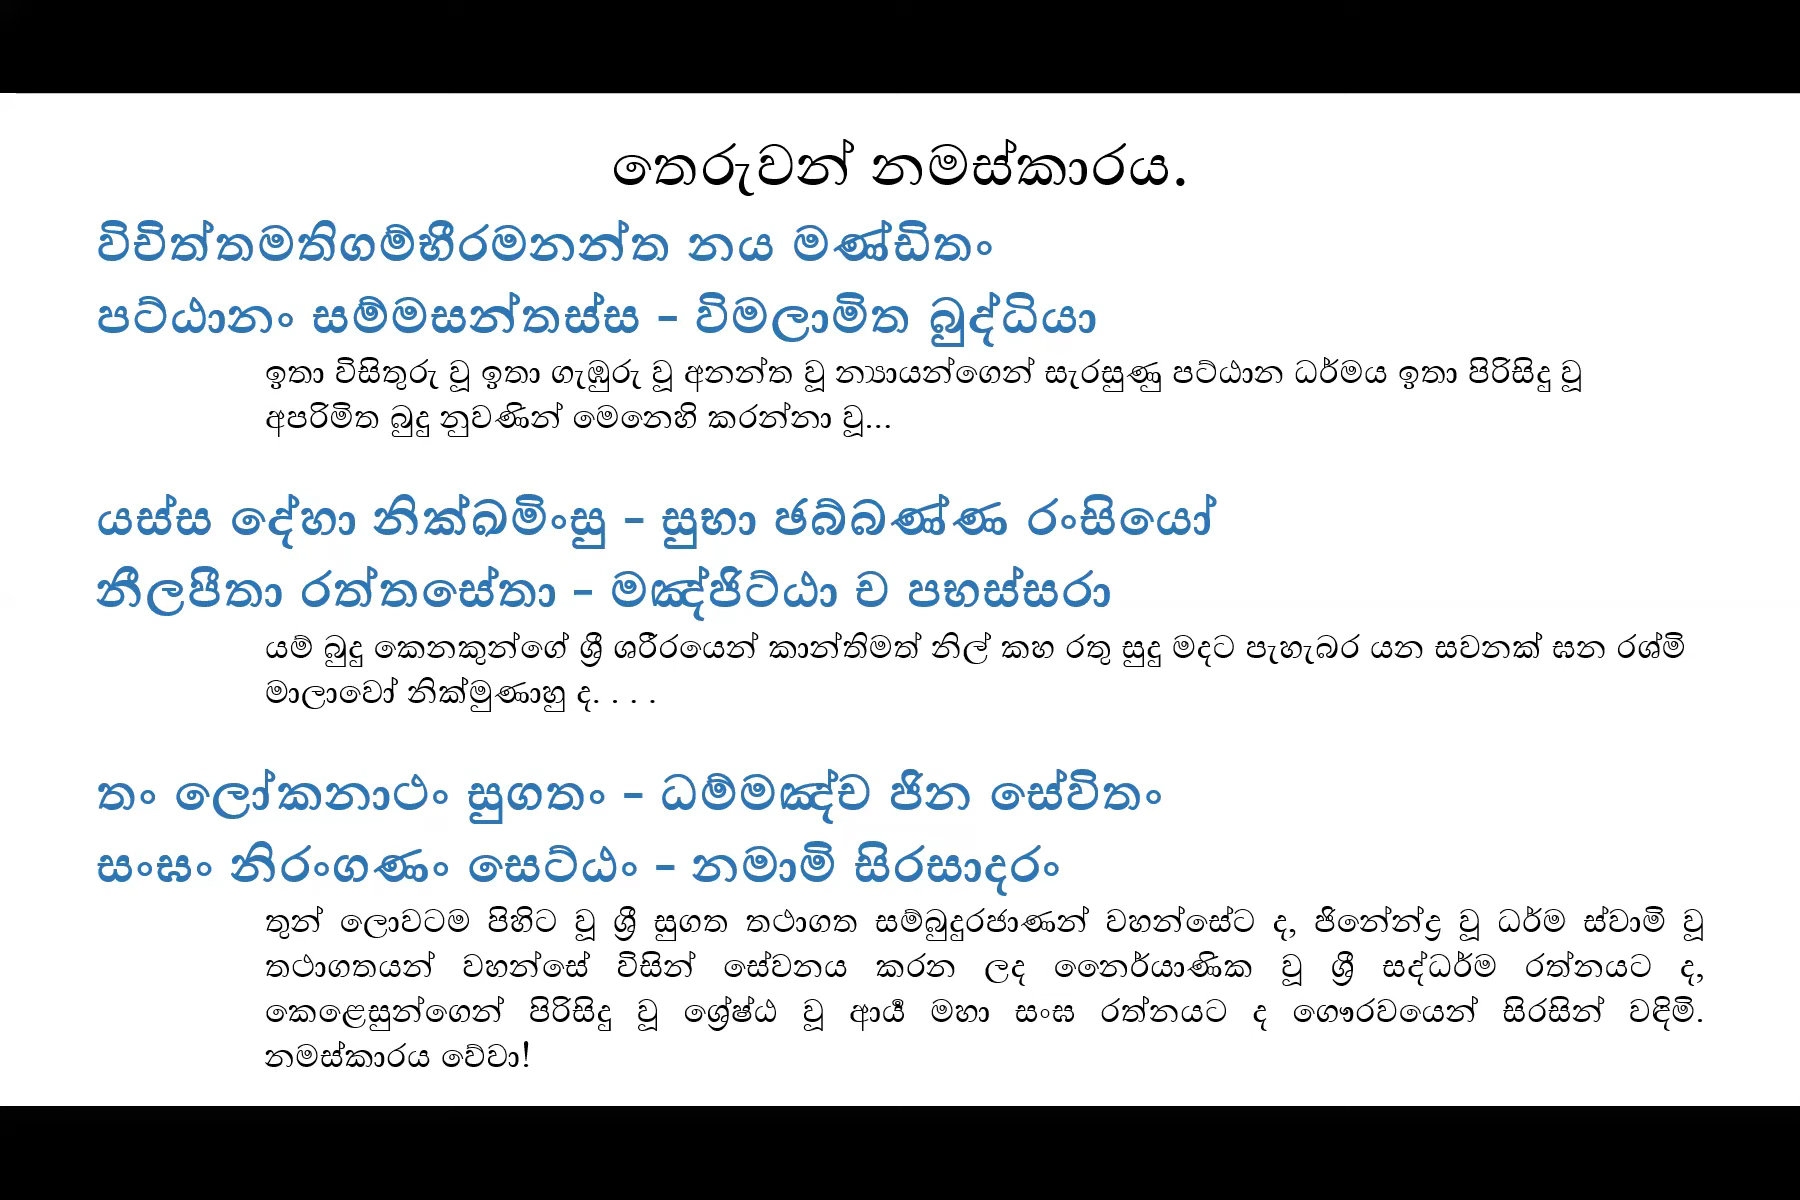 තෙරුවන් නමස්කාරය.
විචිත්තමතිගම්භීරමනන්ත නය මණ්ඩිතං
පට්ඨානං සම්මසන්තස්ස – විමලාමිත බුද්ධියා
ඉතා විසිතුරු වූ ඉතා ගැඹුරු වූ අනන්ත වූ න්‍යායන්ගෙන් සැරසුණු පට්ඨාන ධර්මය ඉතා පිරිසිදු වූ
අපරිමිත බුදු නුවණින් මෙනෙහි කරන්නා වූ...
යස්ස දේහා නික්ඛමිංසු – සුභා ඡබ්බණ්ණ රංසියෝ
නීලපීතා රත්තසේතා – මඤ්ජිට්ඨා ච පභස්සරා
යම් බුදු කෙනකුන්ගේ ශ්‍රී ශරීරයෙන් කාන්තිමත් නිල් කහ රතු සුදු මදට පැහැබර යන සවනක් ඝන රශ්මි
මාලාවෝ නික්මුණාහු ද. . . .
තං ලෝකනාථං සුගතං – ධම්මඤ්ච ජින සේවිතං
සංඝං නිරංගණං සෙට්ඨං – නමාමි සිරසාදරං
තුන් ලොවටම පිහිට වූ ශ්‍රී සුගත තථාගත සම්බුදුරජාණන් වහන්සේට ද, ජිනේන්ද්‍ර වූ ධර්ම ස්වාමි වූ
තථාගතයන් වහන්සේ විසින් සේවනය කරන ලද නෛර්යාණික වූ ශ්‍රී සද්ධර්ම රත්නයට ද,
කෙළෙසුන්ගෙන් පිරිසිදු වූ ශ්‍රේෂ්ඨ වූ ආර්‍ය මහා සංඝ රත්නයට ද ගෞරවයෙන් සිරසින් වඳිමි.
නමස්කාරය වේවා!